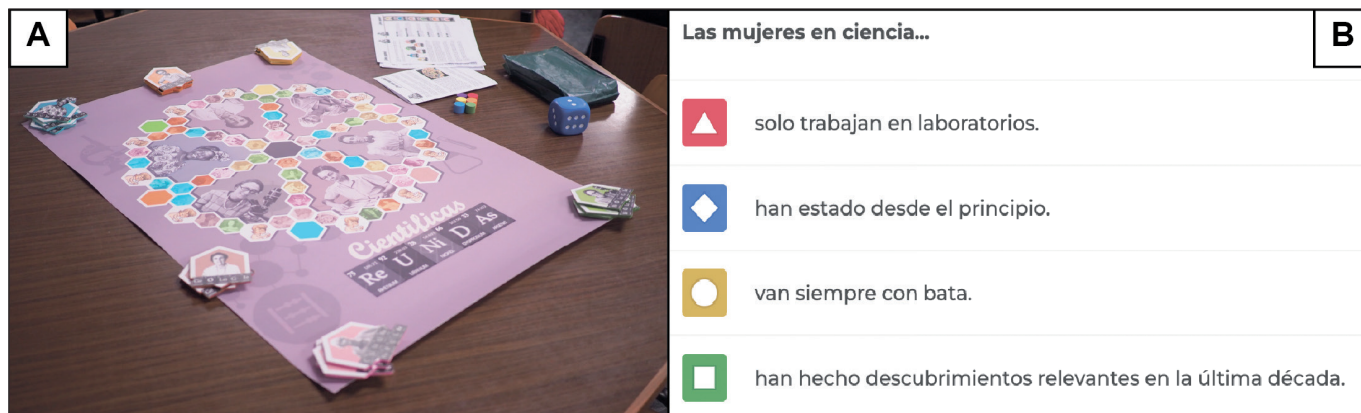 A
Científicas
Re U Ni D As
B
Las mujeres en ciencia...
solo trabajan en laboratorios.
han estado desde el principio.
van siempre con bata.
han hecho descubrimientos relevantes en la última década.